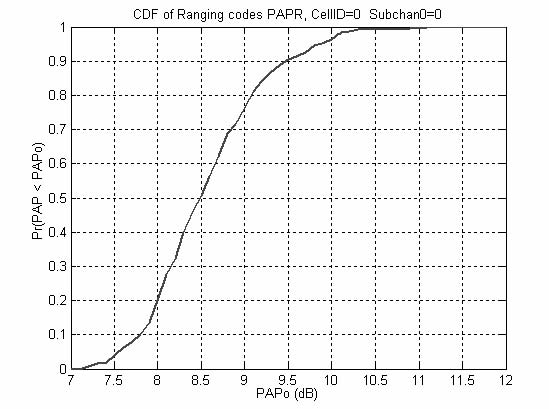 CDF of Ranging codes PAPR, CellID=0 Subchan0=0
1
0.9
0.8
0.7
0.6
0.5
0.4
0.3
0.2
0.1
0
Pr(PAP < PAPo)
7 7.5 8 8.5 9 9.5 10 10.5 11 11.5 12
PAPo (dB)